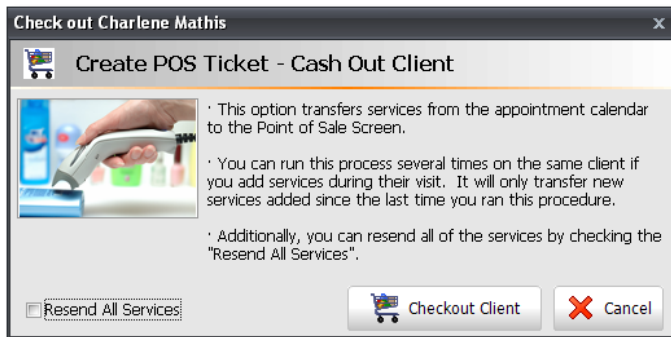 Check out Charlene Mathis
x
Create POS Ticket - Cash Out Client
· This option transfers services from the appointment calendar
to the Point of Sale Screen.
· You can run this process several times on the same client if
you add services during their visit.  It will only transfer new
services added since the last time you ran this procedure.
· Additionally, you can resend all of the services by checking the
"Resend All Services".
Resend All Services
Checkout Client
Cancel